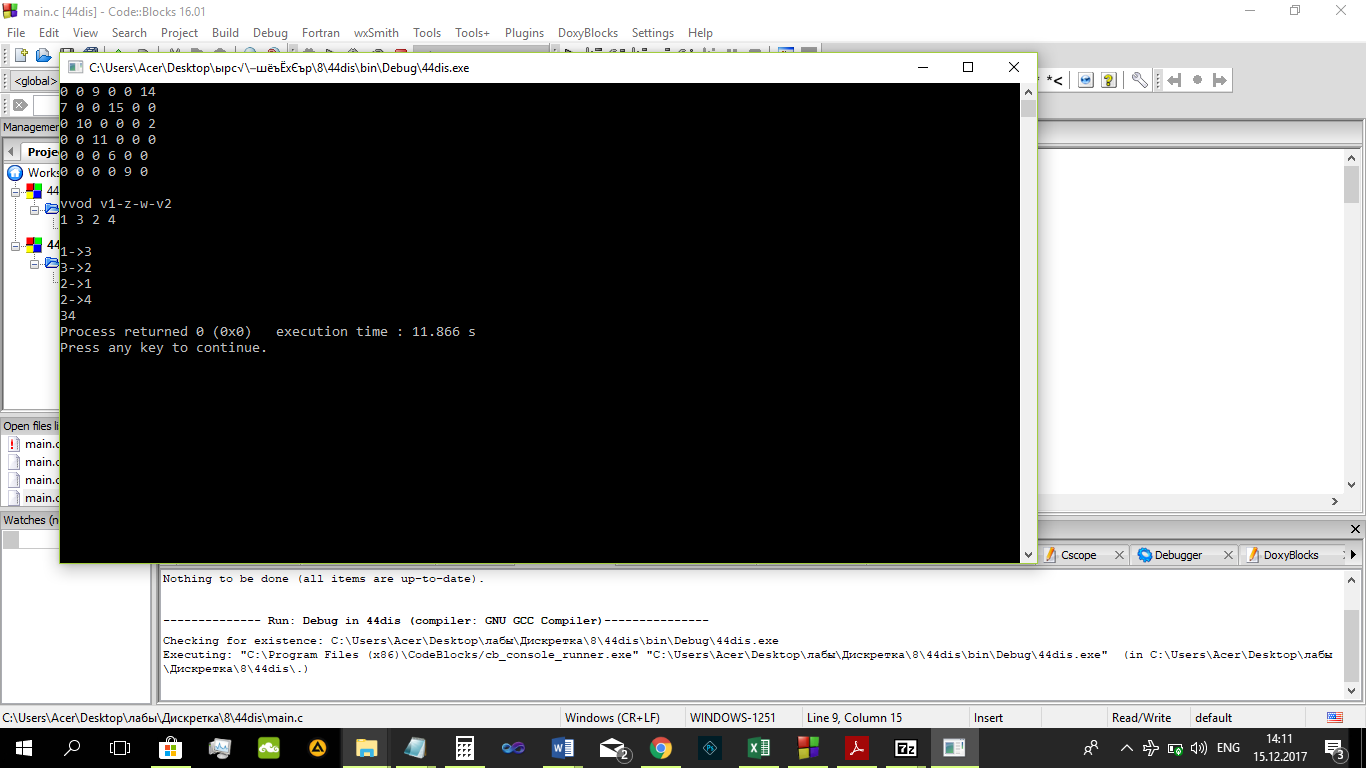 main.c [44dis] - Code::Blocks 16.01
File Edit View Search Project Build Debug Fortran wxSmith Tools Tools+ Plugins DoxyBlocks Settings Help
C:\Users\Acer\Desktop\ырс√\–шёъЁхЄър\8\44dis\bin\Debug\44dis.exe
<global>
*<
0 0 9 0 0 14
7 0 0 15 0 0
0 10 0 0 0 2
0 0 11 0 0 0
0 0 0 6 0 0
0 0 0 0 9 0
vvod v1-z-w-v2
1 3 2 4
1->3
3->2
2->1
2->4
34
Process returned 0 (0x0)   execution time : 11.866 s
Press any key to continue.
Managemen
Proje
Works
44
44
Open files li
main.c
main.c
main.c
main.c
Watches (n
Cscope Debugger DoxyBlocks
Nothing to be done (all items are up-to-date).
-------------- Run: Debug in 44dis (compiler: GNU GCC Compiler)---------------
Checking for existence: C:\Users\Acer\Desktop\лабы\Дискретка\8\44dis\bin\Debug\44dis.exe
Executing: "C:\Program Files (x86)\CodeBlocks/cb_console_runner.exe" "C:\Users\Acer\Desktop\лабы\Дискретка\8\44dis\bin\Debug\44dis.exe"  (in C:\Users\Acer\Desktop\лабы
\Дискретка\8\44dis\.)
C:\Users\Acer\Desktop\лабы\Дискретка\8\44dis\main.c Windows (CR+LF) WINDOWS-1251 Line 9, Column 15 Insert Read/Write default
2
Ps
7z
ENG
14:11
15.12.2017
3